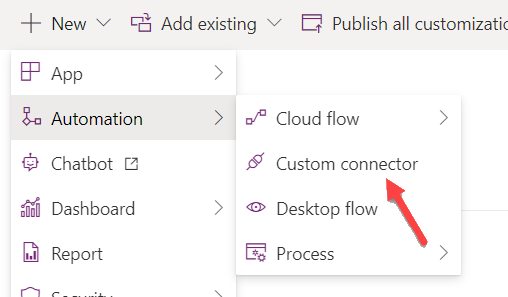 New Add existing Publish all customizatio
App
Automation
Cloud flow
Chatbot
Custom connector
Dashboard
Desktop flow
Report
Process
Security